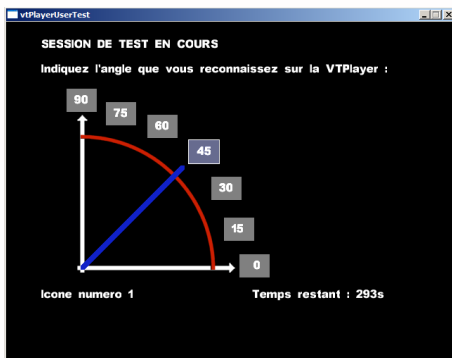 vtPlayerUserTest
SESSION DE TEST EN COURS
Indiquez l'angle que vous reconnaissez sur la VTPlayer :
90
75
60
45
30
15
0
Icone numero 1
Temps restant : 293s